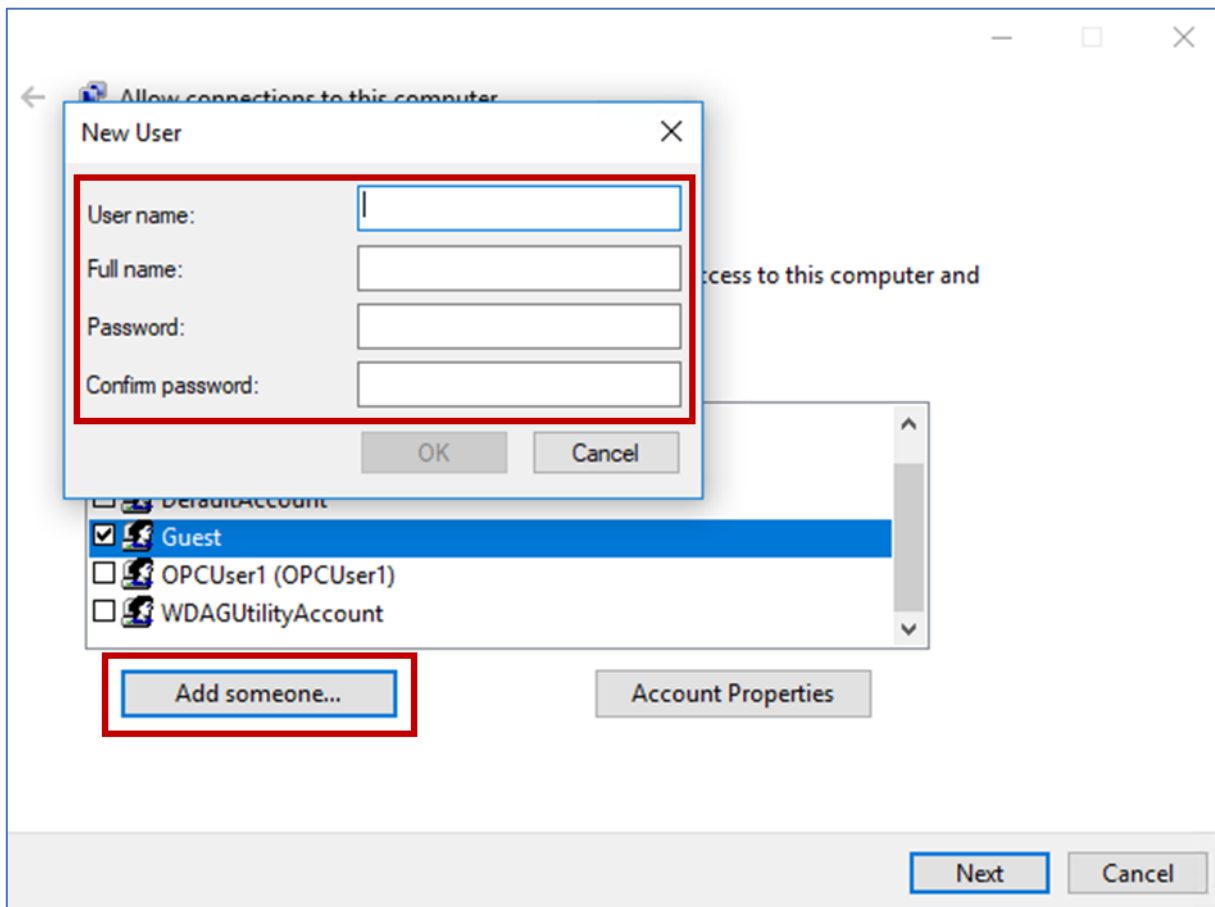 Allow connections to this computer
New User
User name:
Full name:
ccess to this computer and
Password:
Confirm password:
OK
Cancel
DefaultAccount
Guest
OPCUser1 (OPCUser1)
WDAGUtilityAccount
Add someone...
Account Properties
Next
Cancel